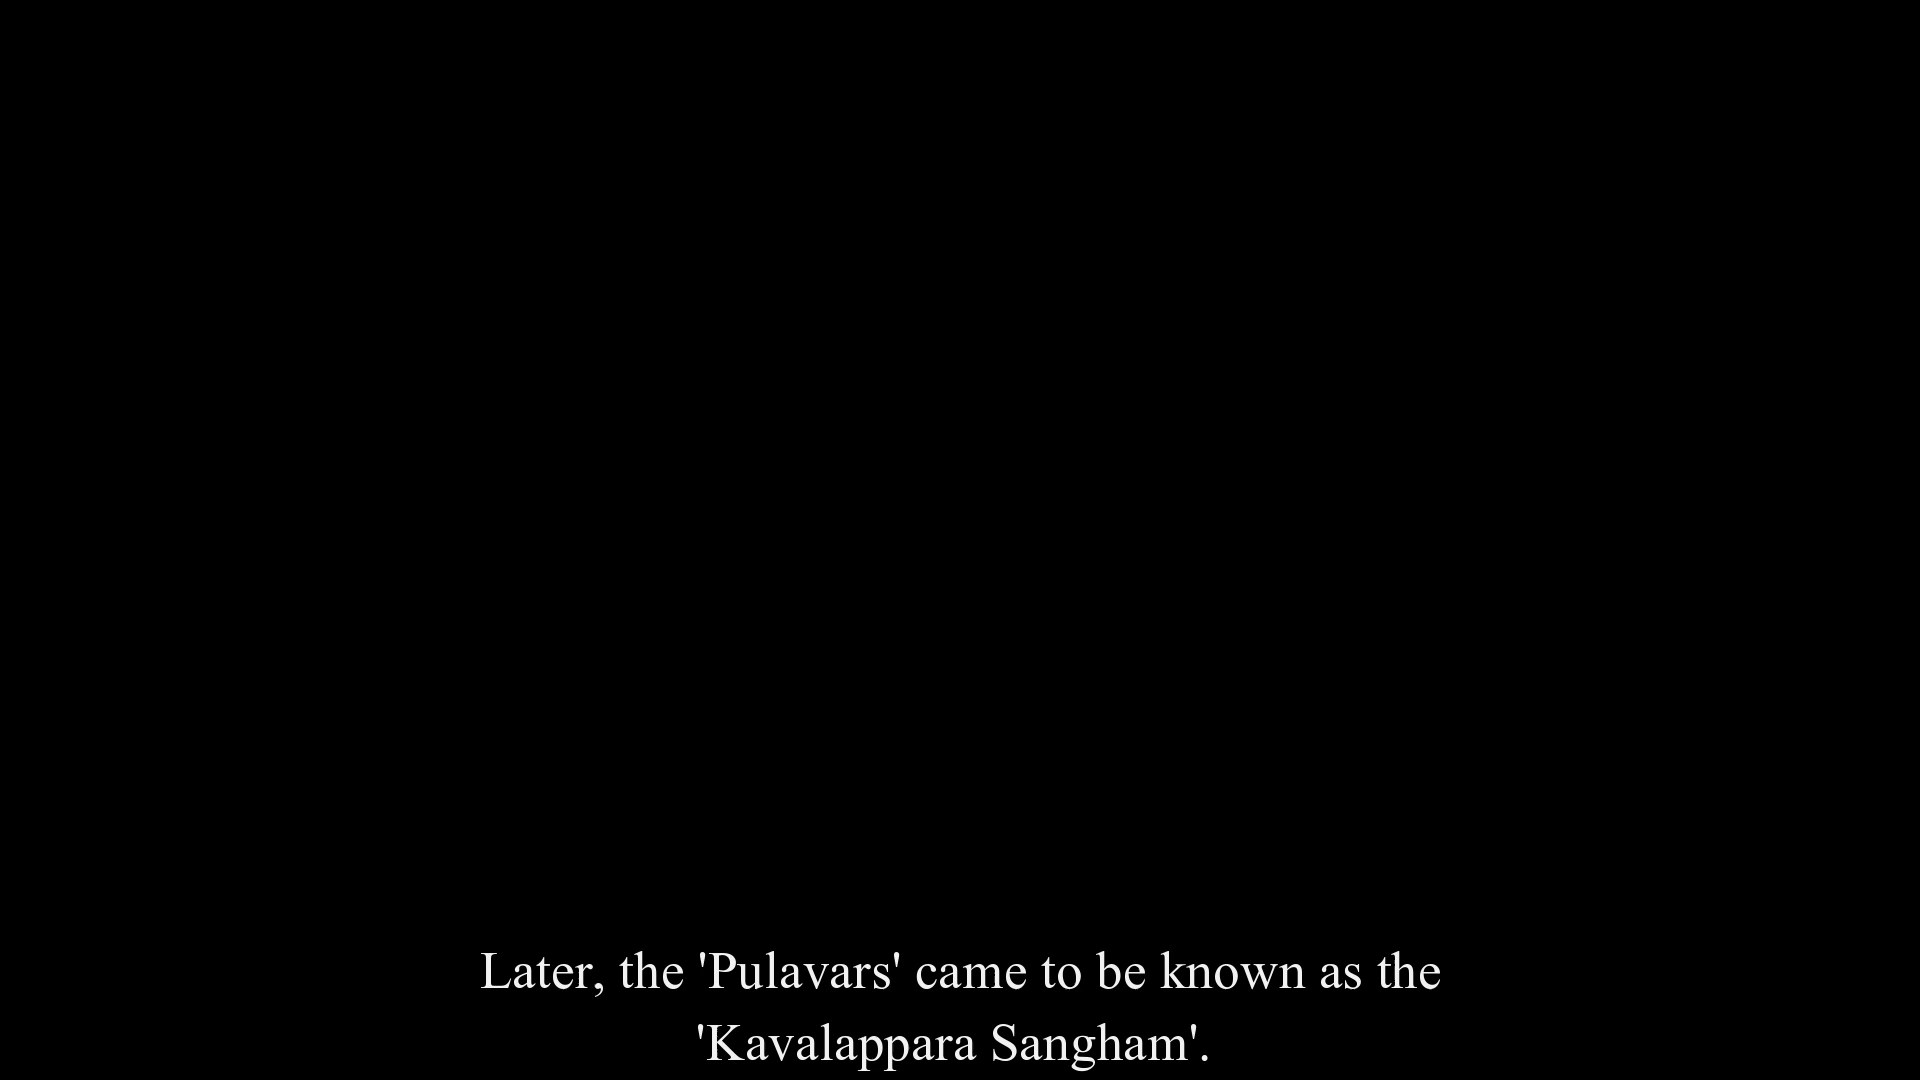 Later, the 'Pulavars' came to be known as the
'Kavalappara Sangham'.